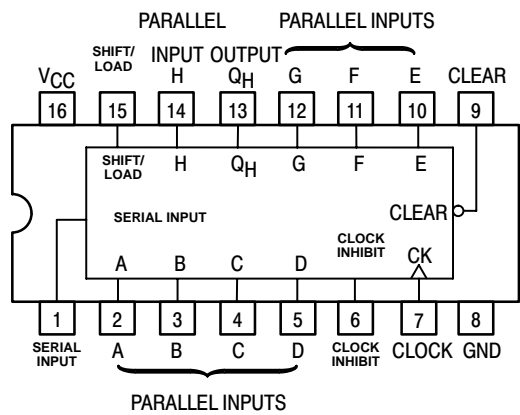 PARALLEL PARALLEL INPUTS
SHIFT/
LOAD INPUT OUTPUT
VCC H QH G F E CLEAR
16 15 14 13 12 11 10 9
SHIFT/
LOAD H QH G F E
SERIAL INPUT CLEAR
CLOCK
INHIBIT CK
A B C D
1 2 3 4 5 6 7 8
SERIAL
INPUT A B C D CLOCK
INHIBIT CLOCK GND
PARALLEL INPUTS